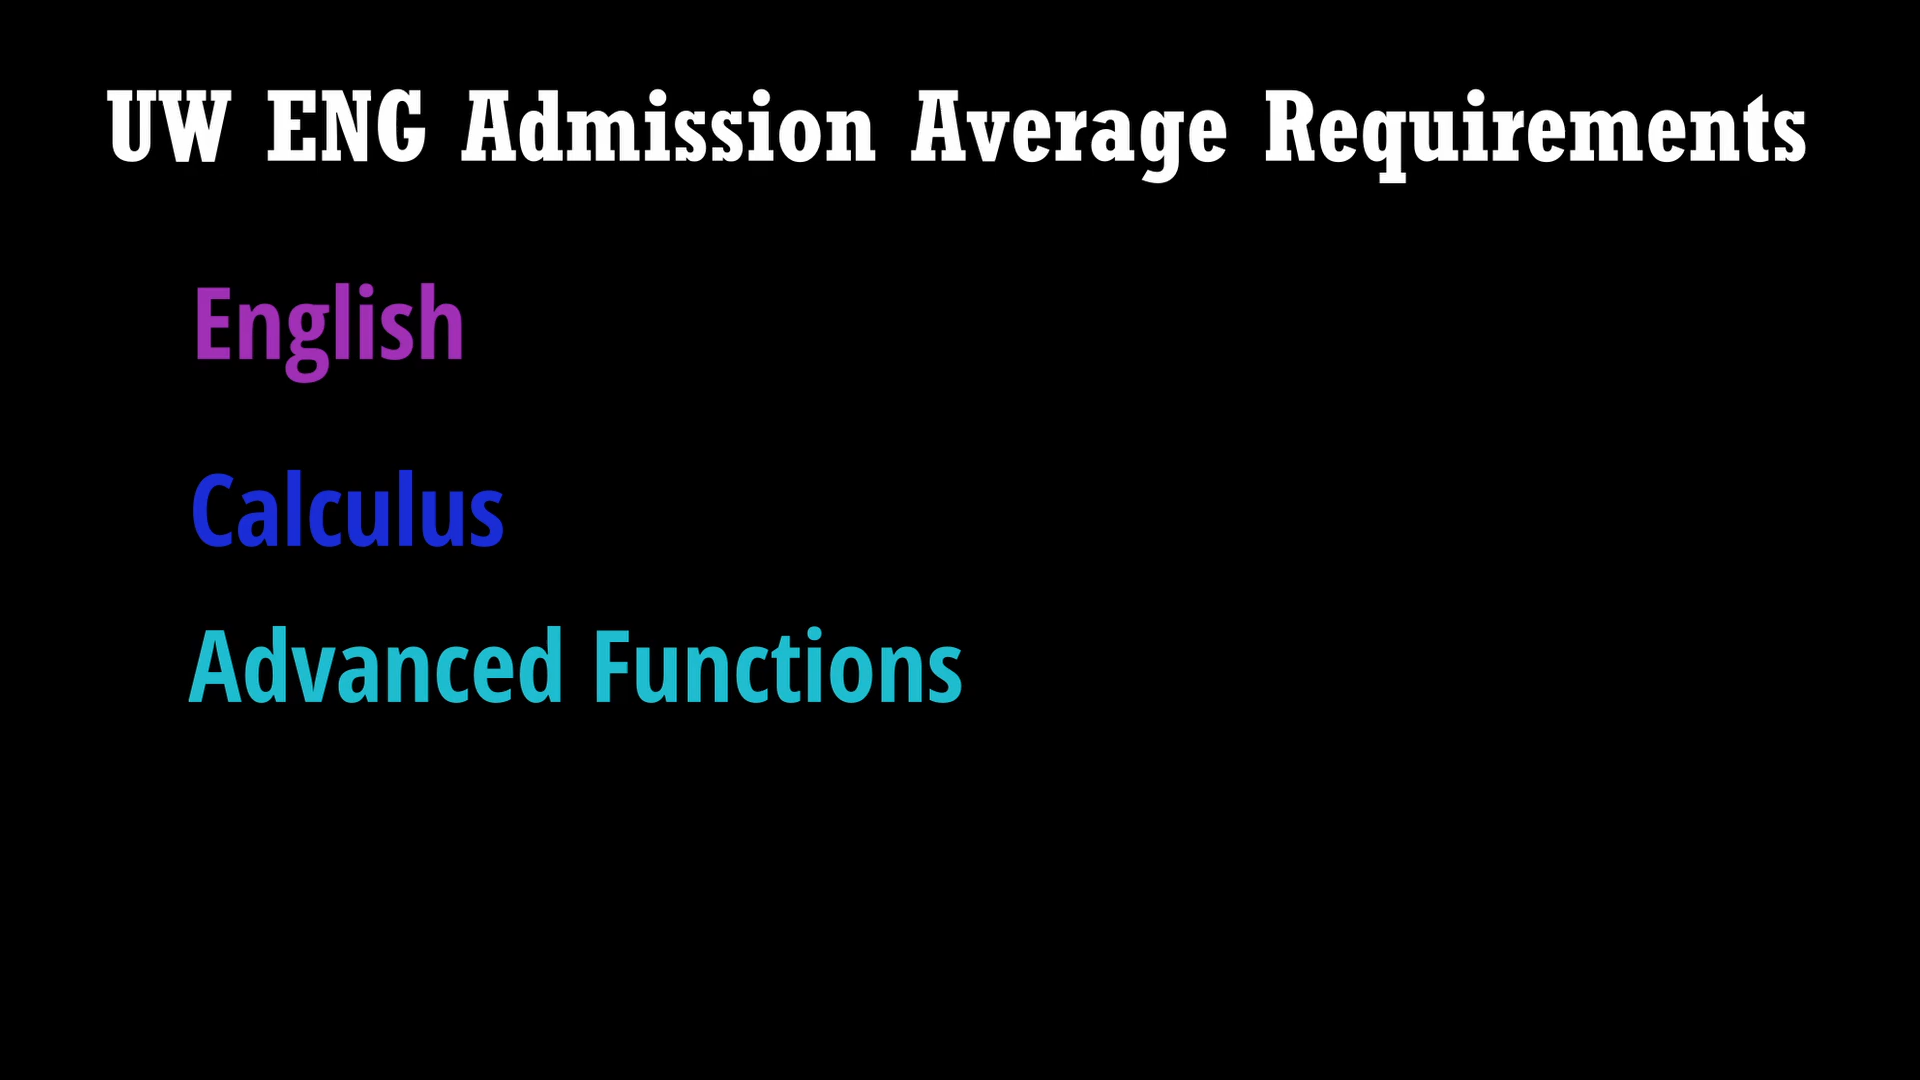 UW ENG Admission Average Requirements
English
Calculus
Advanced Functions